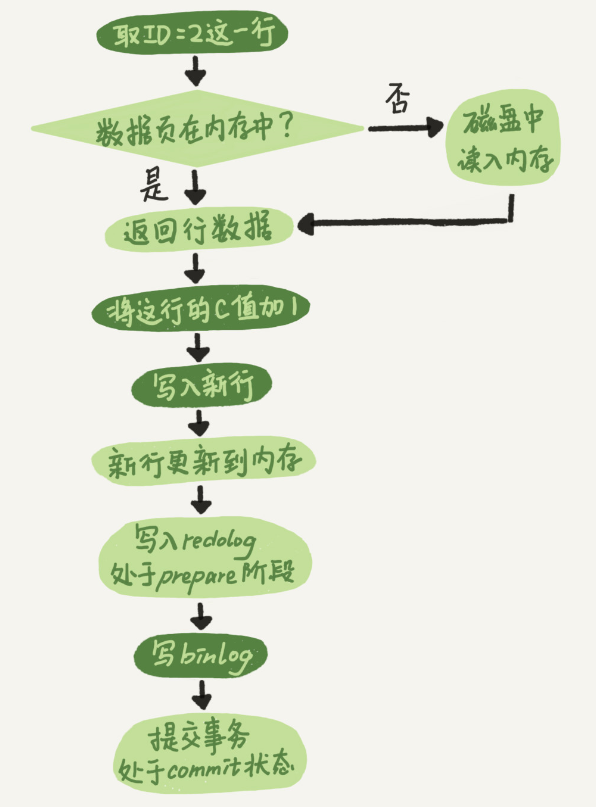 取ID=2这一行
数据页在内存中？
否
磁盘中
读入内存
是
返回行数据
将这行的C值加1
写入新行
新行更新到内存
写入redolog
处于prepare阶段
写binlog
提交事务
处于commit状态